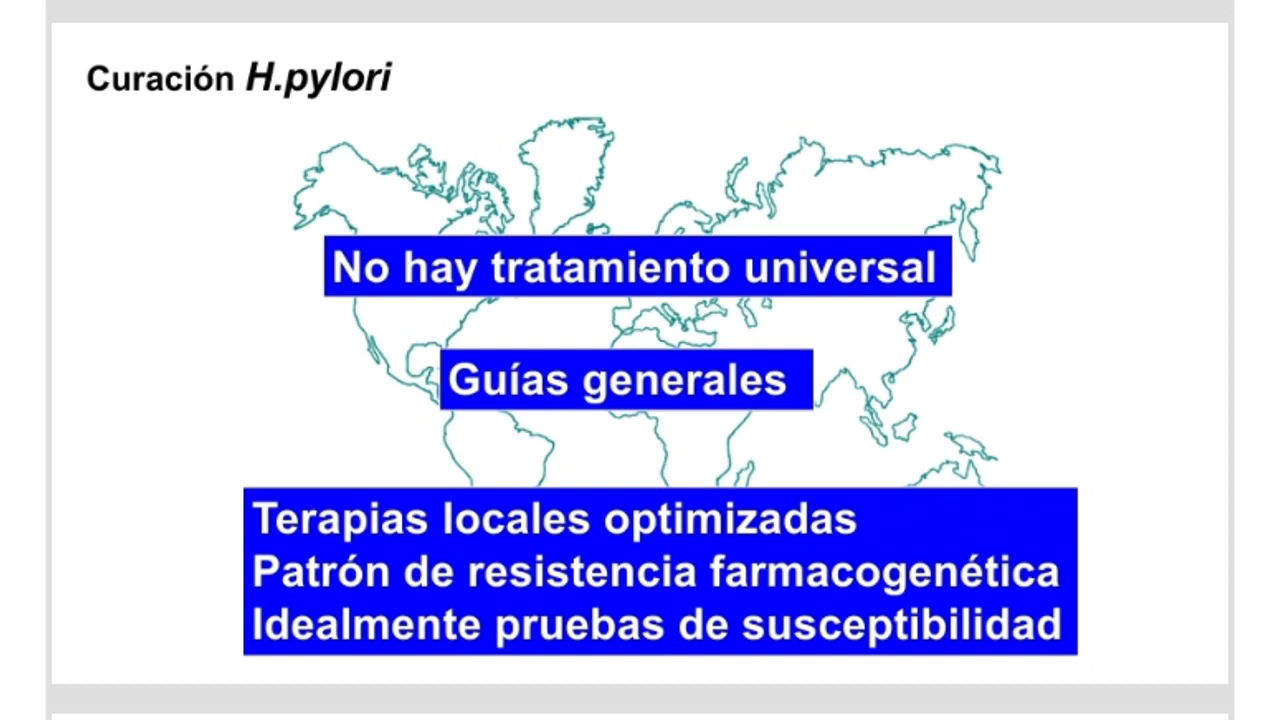 Curación H.pylori
No hay tratamiento universal
Guías generales
Terapias locales optimizadas
Patrón de resistencia farmacogenética
Idealmente pruebas de susceptibilidad